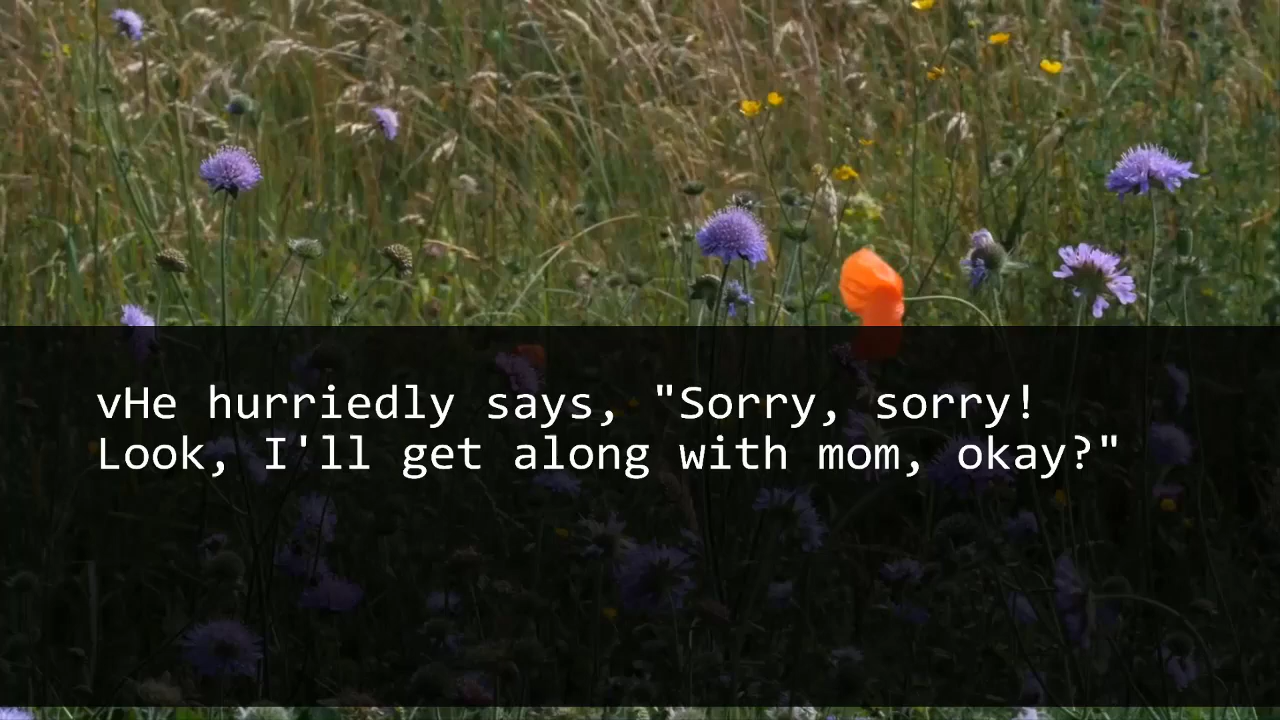 vHe hurriedly says, "Sorry, sorry!
Look, I'll get along with mom, okay?"